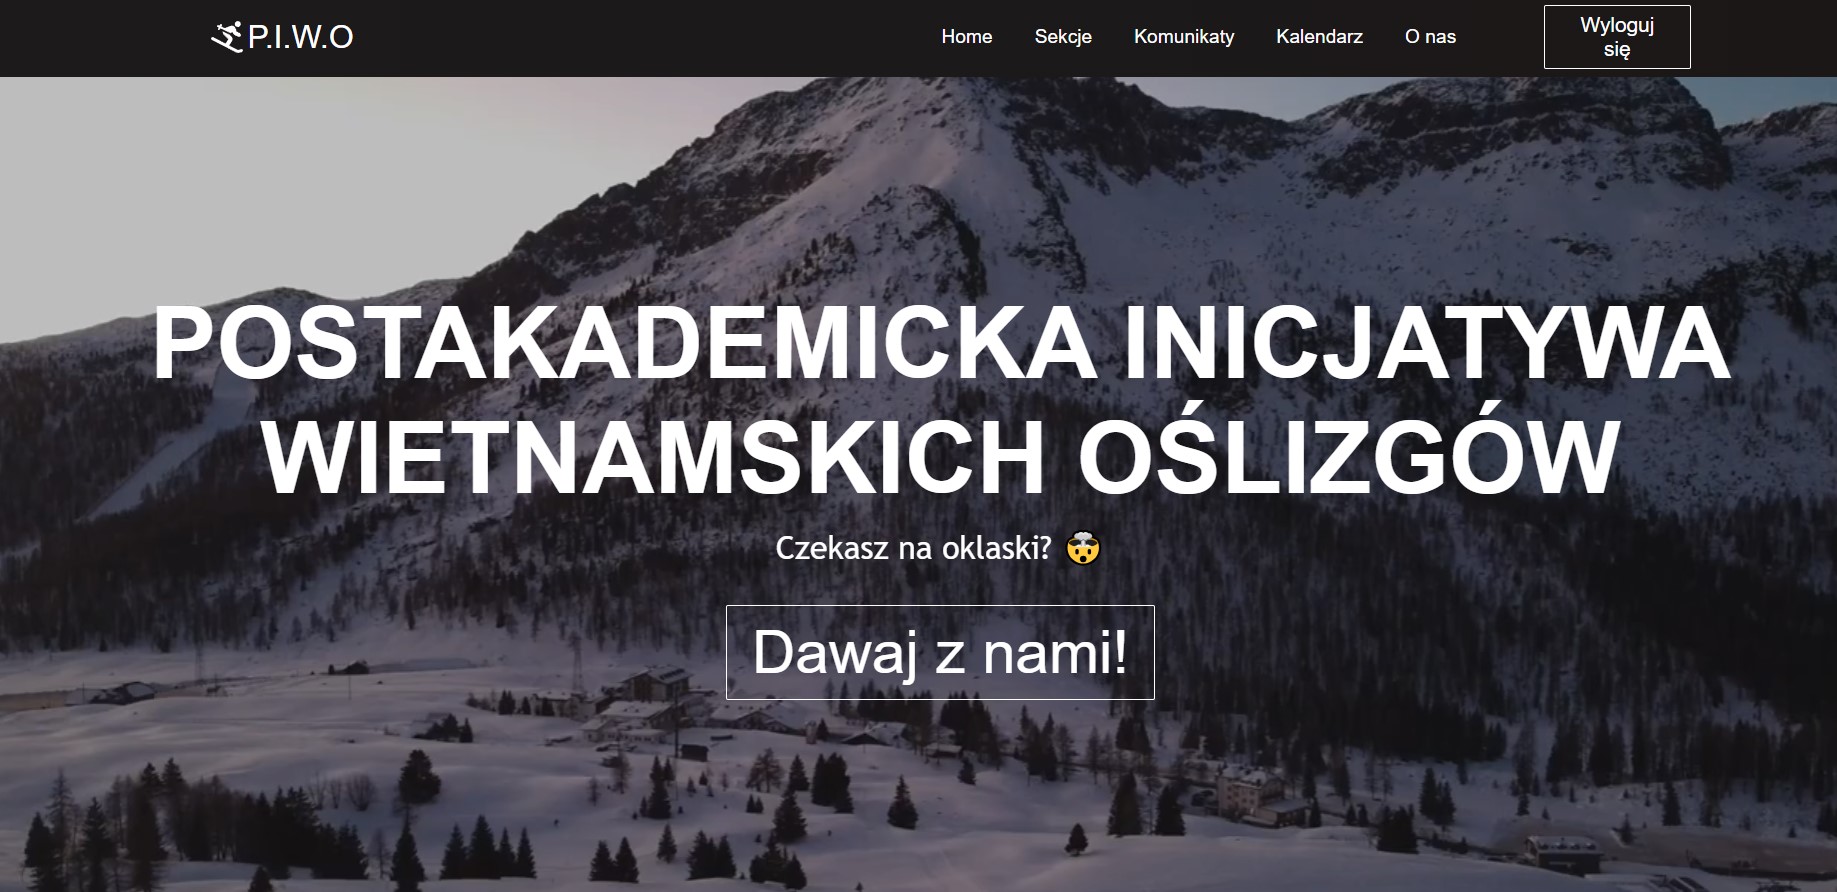 P.I.W.O
Home
Sekcje
Komunikaty
Kalendarz
O nas
Wyloguj
się
POSTAKADEMICKA INICJATYWA
WIETNAMSKICH OŚLIZGÓW
Czekasz na oklaski? 🤯
Dawaj z nami!